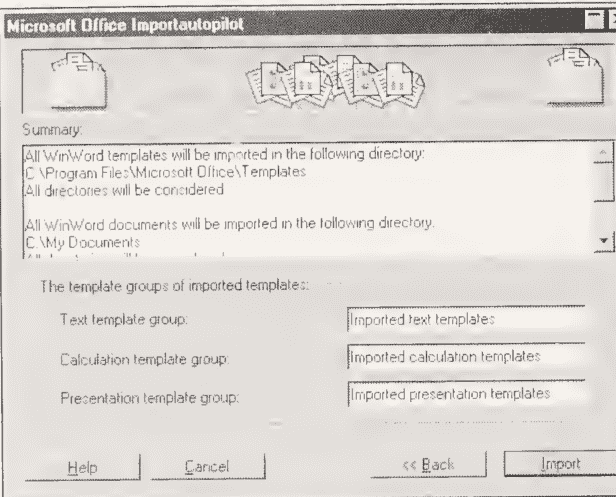 Microsoft Office Importautopilot
Summary:
All WinWord templates will be imported in the following directory:
C:\Program Files\Microsoft Office\Templates
All directories will be considered
All WinWord documents will be imported in the following directory.
C:\My Documents
The template groups of imported templates:
Text template group: Imported text templates
Calculation template group: Imported calculation templates
Presentation template group: Imported presentation templates
Help Cancel << Back Import